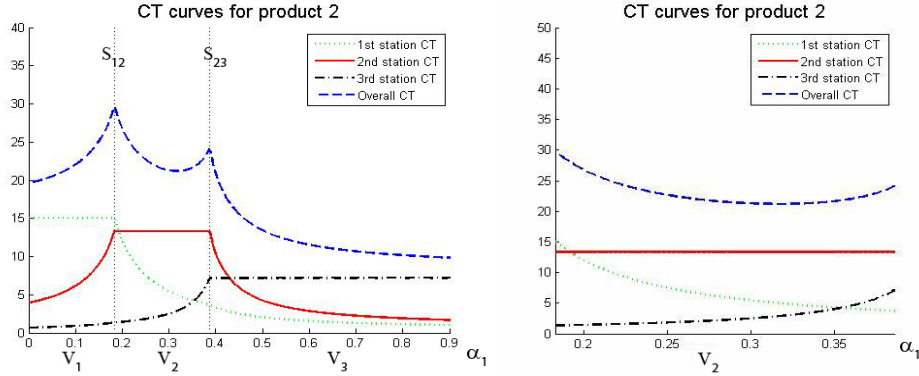 CT curves for product 2
40
35
30
25
20
15
10
5
0
S12
S23
1st station CT
2nd station CT
3rd station CT
Overall CT
0 0.1 0.2 0.3 0.4 0.5 0.6 0.7 0.8 0.9
V1 V2 V3
α1
CT curves for product 2
50
45
40
35
30
25
20
15
10
5
0
1st station CT
2nd station CT
3rd station CT
Overall CT
0.2 0.25 0.3 0.35
V2
α1